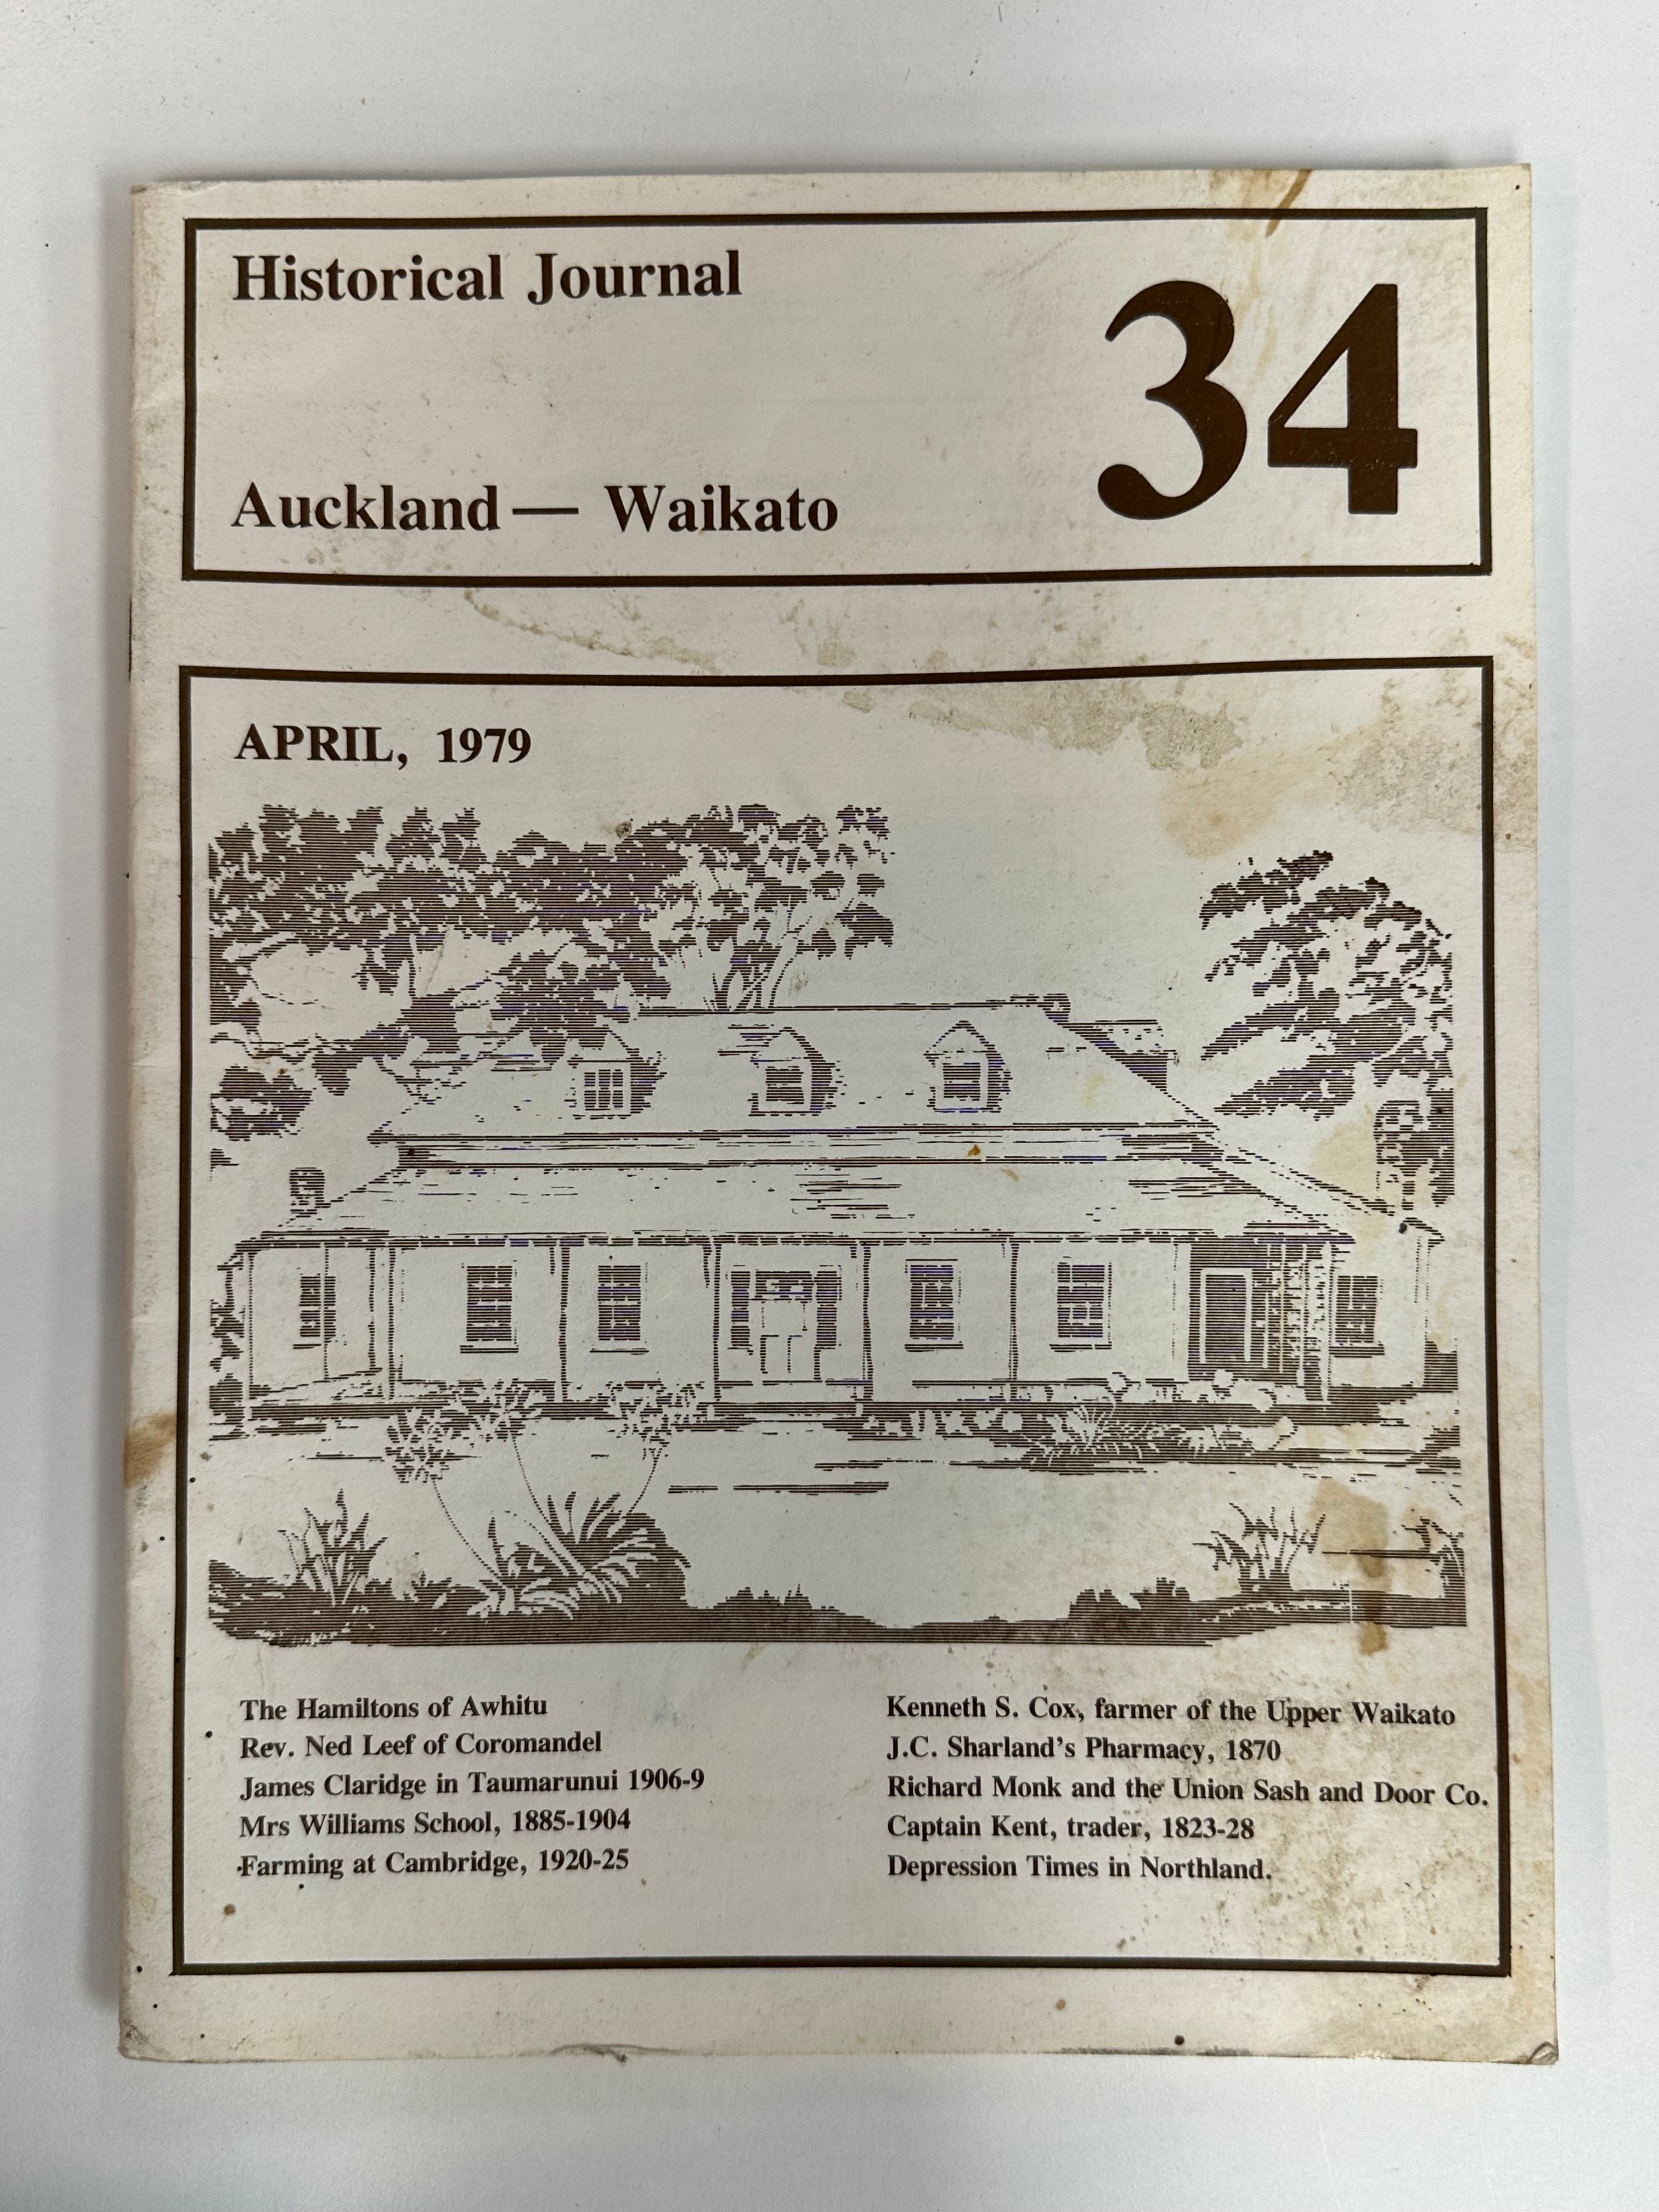 Historical Journal
34
Auckland — Waikato
APRIL, 1979
The Hamiltons of Awhitu
Rev. Ned Leef of Coromandel
James Claridge in Taumarunui 1906-9
Mrs Williams School, 1885-1904
Farming at Cambridge, 1920-25
Kenneth S. Cox, farmer of the Upper Waikato
J.C. Sharland's Pharmacy, 1870
Richard Monk and the Union Sash and Door Co.
Captain Kent, trader, 1823-28
Depression Times in Northland.